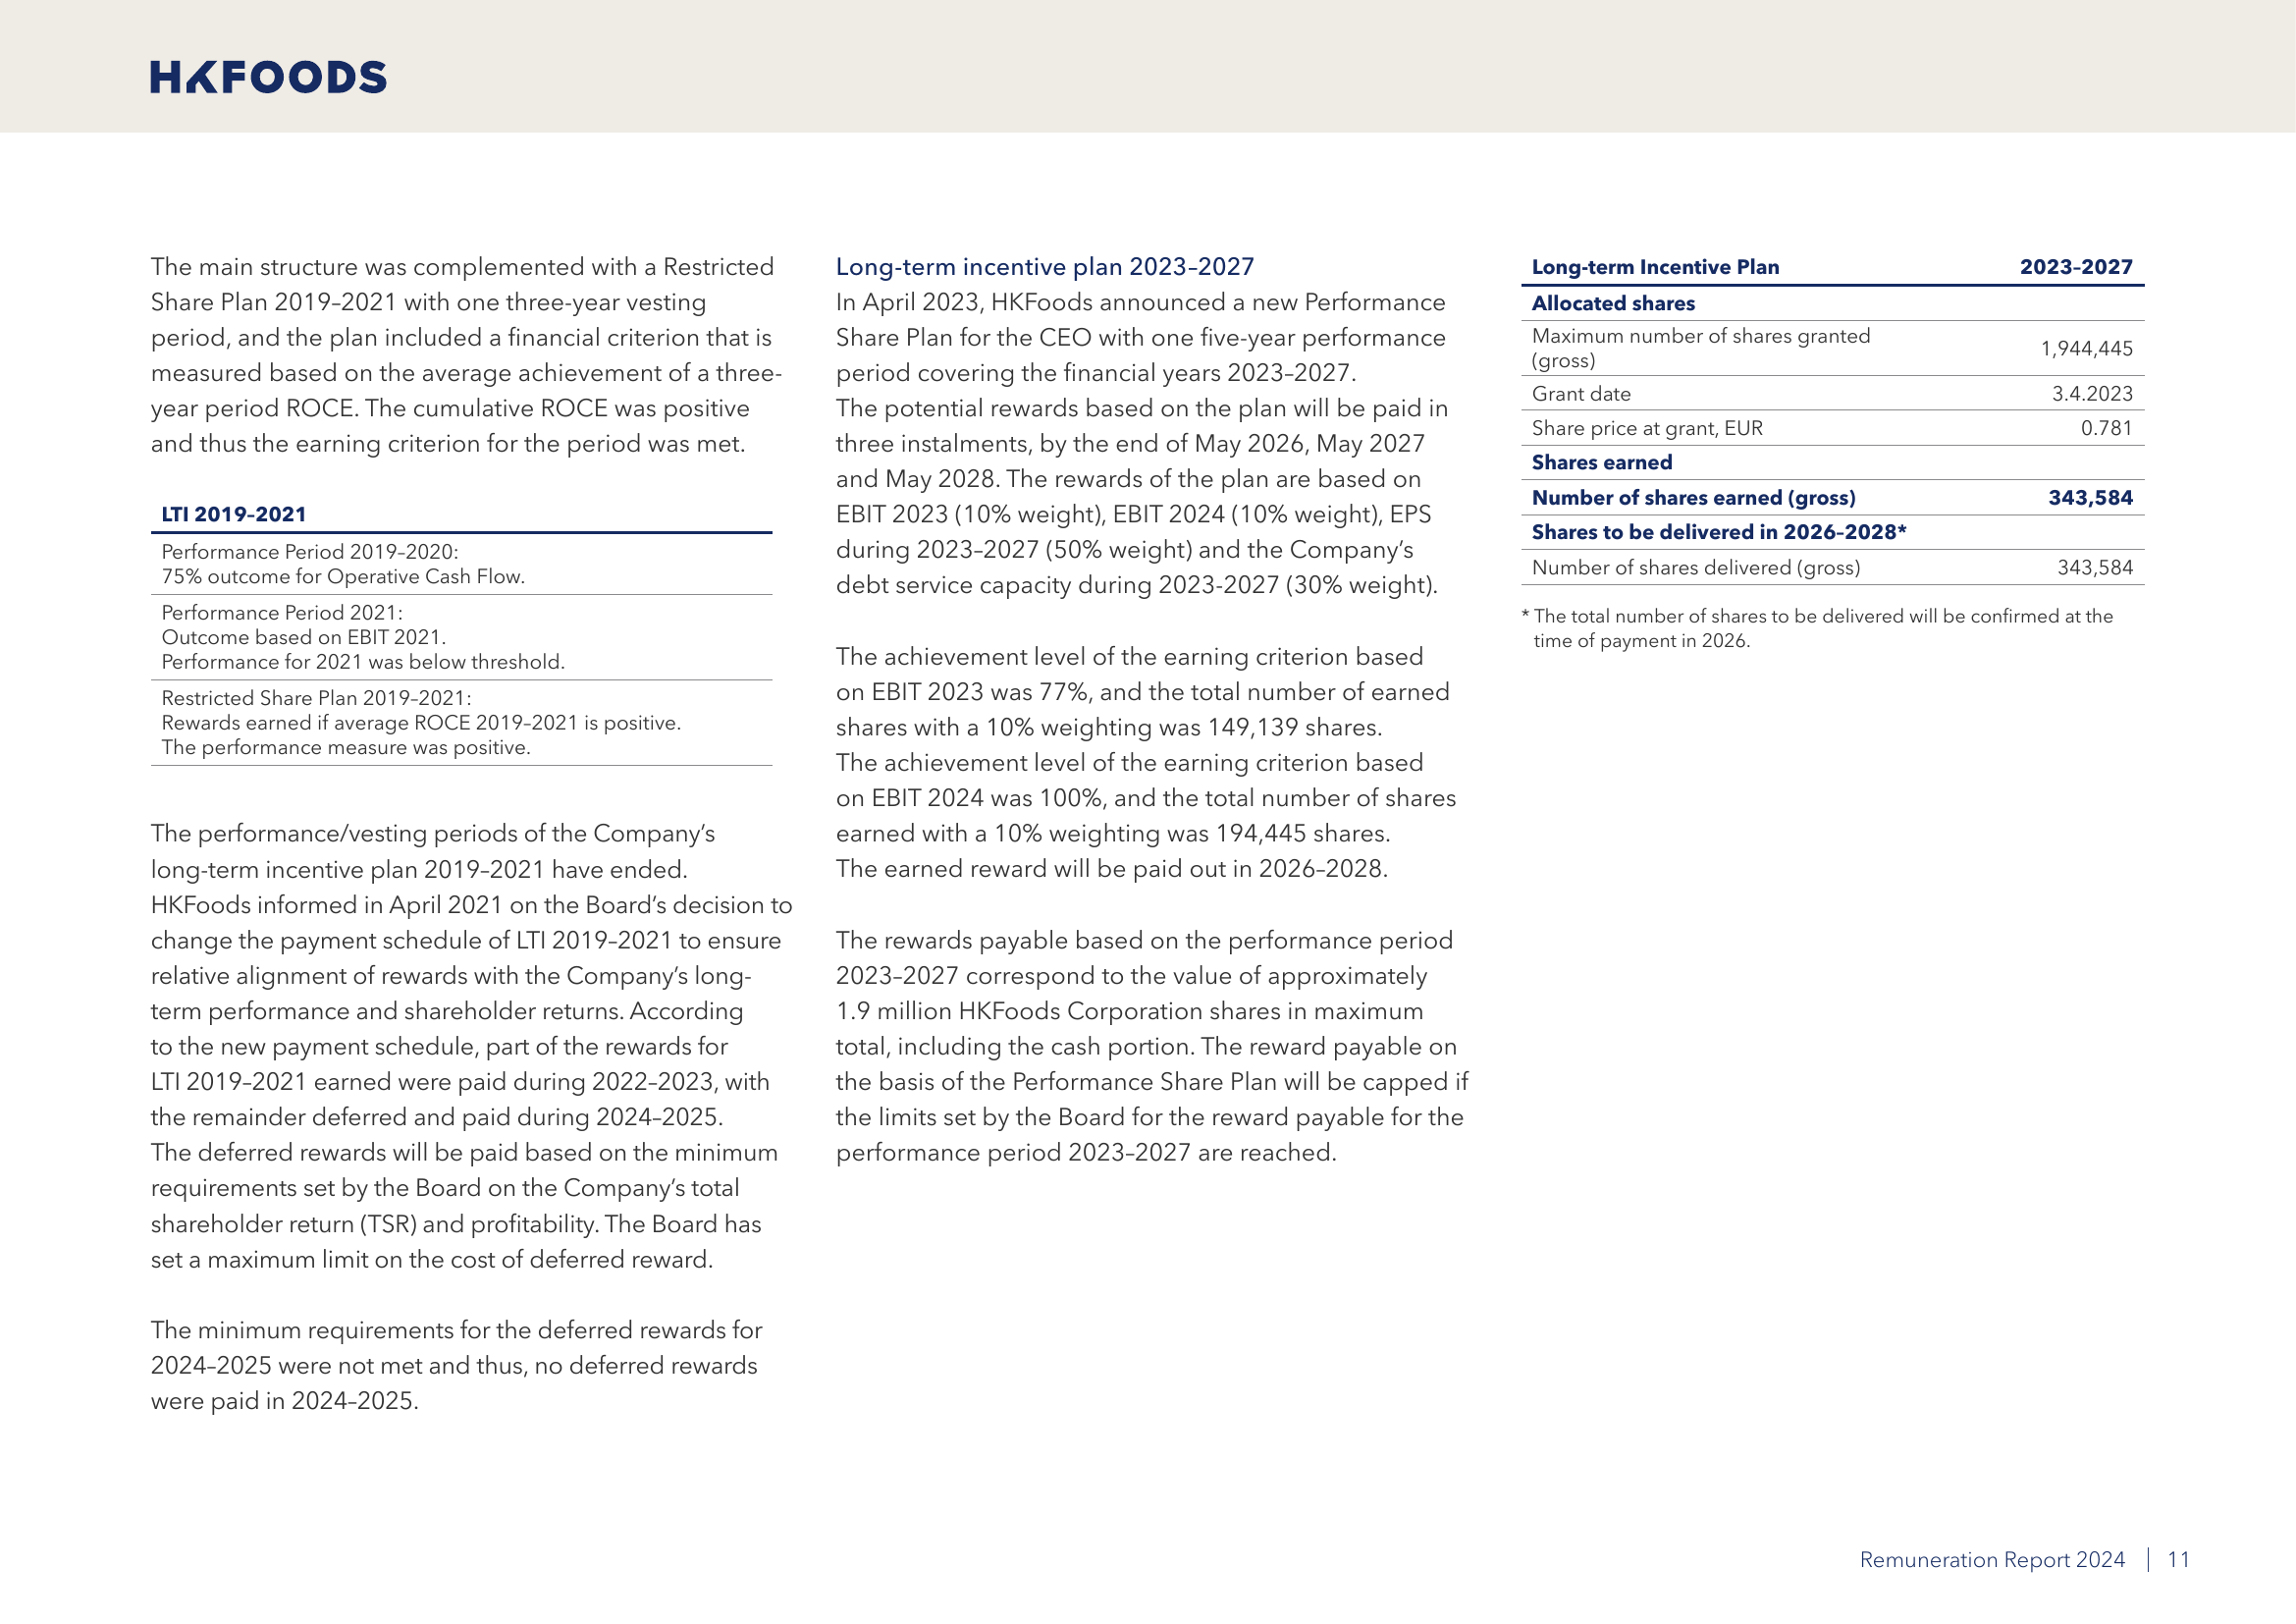 HKFOODS
The main structure was complemented with a Restricted
Share Plan 2019–2021 with one three-year vesting
period, and the plan included a financial criterion that is
measured based on the average achievement of a three-
year period ROCE. The cumulative ROCE was positive
and thus the earning criterion for the period was met.
LTI 2019–2021
Performance Period 2019–2020:
75% outcome for Operative Cash Flow.
Performance Period 2021:
Outcome based on EBIT 2021.
Performance for 2021 was below threshold.
Restricted Share Plan 2019–2021:
Rewards earned if average ROCE 2019–2021 is positive.
The performance measure was positive.
The performance/vesting periods of the Company’s
long-term incentive plan 2019–2021 have ended.
HKFoods informed in April 2021 on the Board’s decision to
change the payment schedule of LTI 2019–2021 to ensure
relative alignment of rewards with the Company’s long-
term performance and shareholder returns. According
to the new payment schedule, part of the rewards for
LTI 2019–2021 earned were paid during 2022–2023, with
the remainder deferred and paid during 2024–2025.
The deferred rewards will be paid based on the minimum
requirements set by the Board on the Company’s total
shareholder return (TSR) and profitability. The Board has
set a maximum limit on the cost of deferred reward.
The minimum requirements for the deferred rewards for
2024–2025 were not met and thus, no deferred rewards
were paid in 2024–2025.
Long-term incentive plan 2023–2027
In April 2023, HKFoods announced a new Performance
Share Plan for the CEO with one five-year performance
period covering the financial years 2023–2027.
The potential rewards based on the plan will be paid in
three instalments, by the end of May 2026, May 2027
and May 2028. The rewards of the plan are based on
EBIT 2023 (10% weight), EBIT 2024 (10% weight), EPS
during 2023–2027 (50% weight) and the Company’s
debt service capacity during 2023-2027 (30% weight).
The achievement level of the earning criterion based
on EBIT 2023 was 77%, and the total number of earned
shares with a 10% weighting was 149,139 shares.
The achievement level of the earning criterion based
on EBIT 2024 was 100%, and the total number of shares
earned with a 10% weighting was 194,445 shares.
The earned reward will be paid out in 2026–2028.
The rewards payable based on the performance period
2023–2027 correspond to the value of approximately
1.9 million HKFoods Corporation shares in maximum
total, including the cash portion. The reward payable on
the basis of the Performance Share Plan will be capped if
the limits set by the Board for the reward payable for the
performance period 2023–2027 are reached.
Long-term Incentive Plan 2023–2027
Allocated shares
Maximum number of shares granted
(gross) 1,944,445
Grant date 3.4.2023
Share price at grant, EUR 0.781
Shares earned
Number of shares earned (gross) 343,584
Shares to be delivered in 2026–2028*
Number of shares delivered (gross) 343,584
* The total number of shares to be delivered will be confirmed at the
time of payment in 2026.
Remuneration Report 2024 | 11